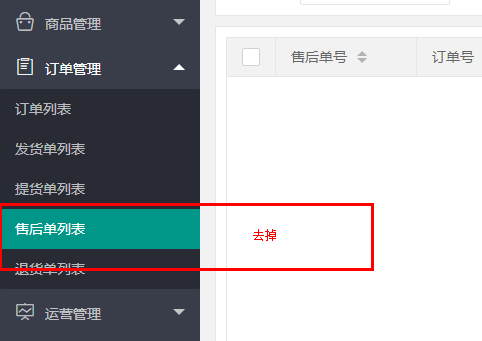 商品管理
售后单号 订单号
订单管理
订单列表
发货单列表
提货单列表
售后单列表
去掉
退货单列表
运营管理